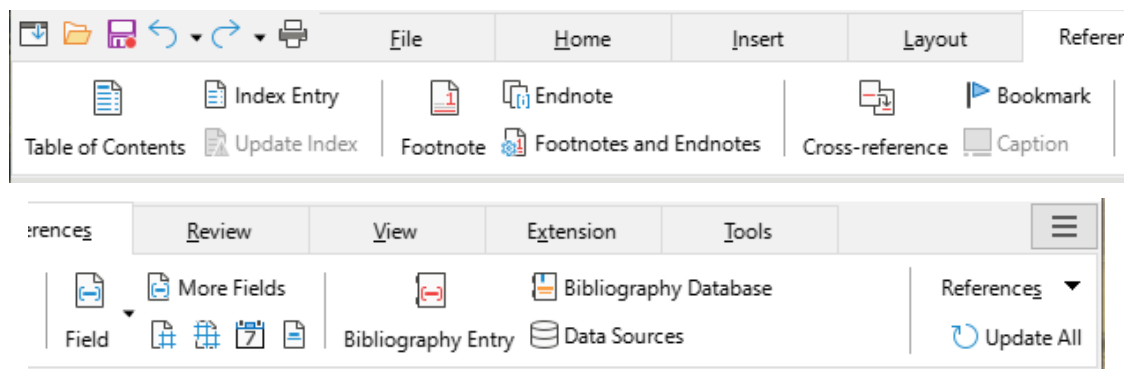 File Home Insert Layout Referen
Index Entry Endnote Bookmark
Table of Contents Update Index Footnote Footnotes and Endnotes Cross-reference Caption
erences Review View Extension Tools
More Fields Bibliography Database References
Field Bibliography Entry Data Sources Update All